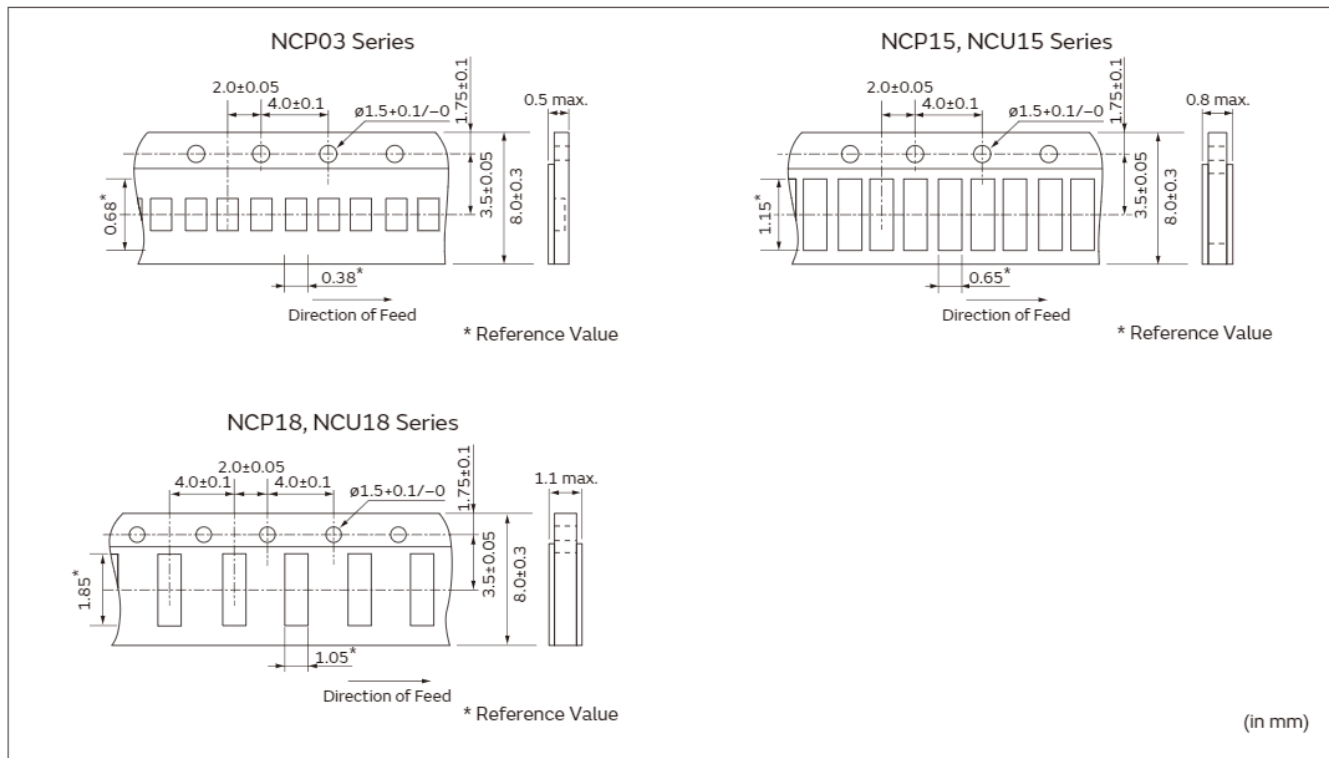 NCP03 Series
2.0±0.05
4.0±0.1
ø1.5+0.1/−0
1.75±0.1
0.5 max.
0.68*
3.5±0.05
8.0±0.3
0.38*
Direction of Feed
* Reference Value
NCP15, NCU15 Series
2.0±0.05
4.0±0.1
ø1.5+0.1/−0
1.75±0.1
0.8 max.
1.15*
3.5±0.05
8.0±0.3
0.65*
Direction of Feed
* Reference Value
NCP18, NCU18 Series
2.0±0.05
4.0±0.1
4.0±0.1
ø1.5+0.1/−0
1.75±0.1
1.1 max.
1.85*
3.5±0.05
8.0±0.3
1.05*
Direction of Feed
* Reference Value
(in mm)